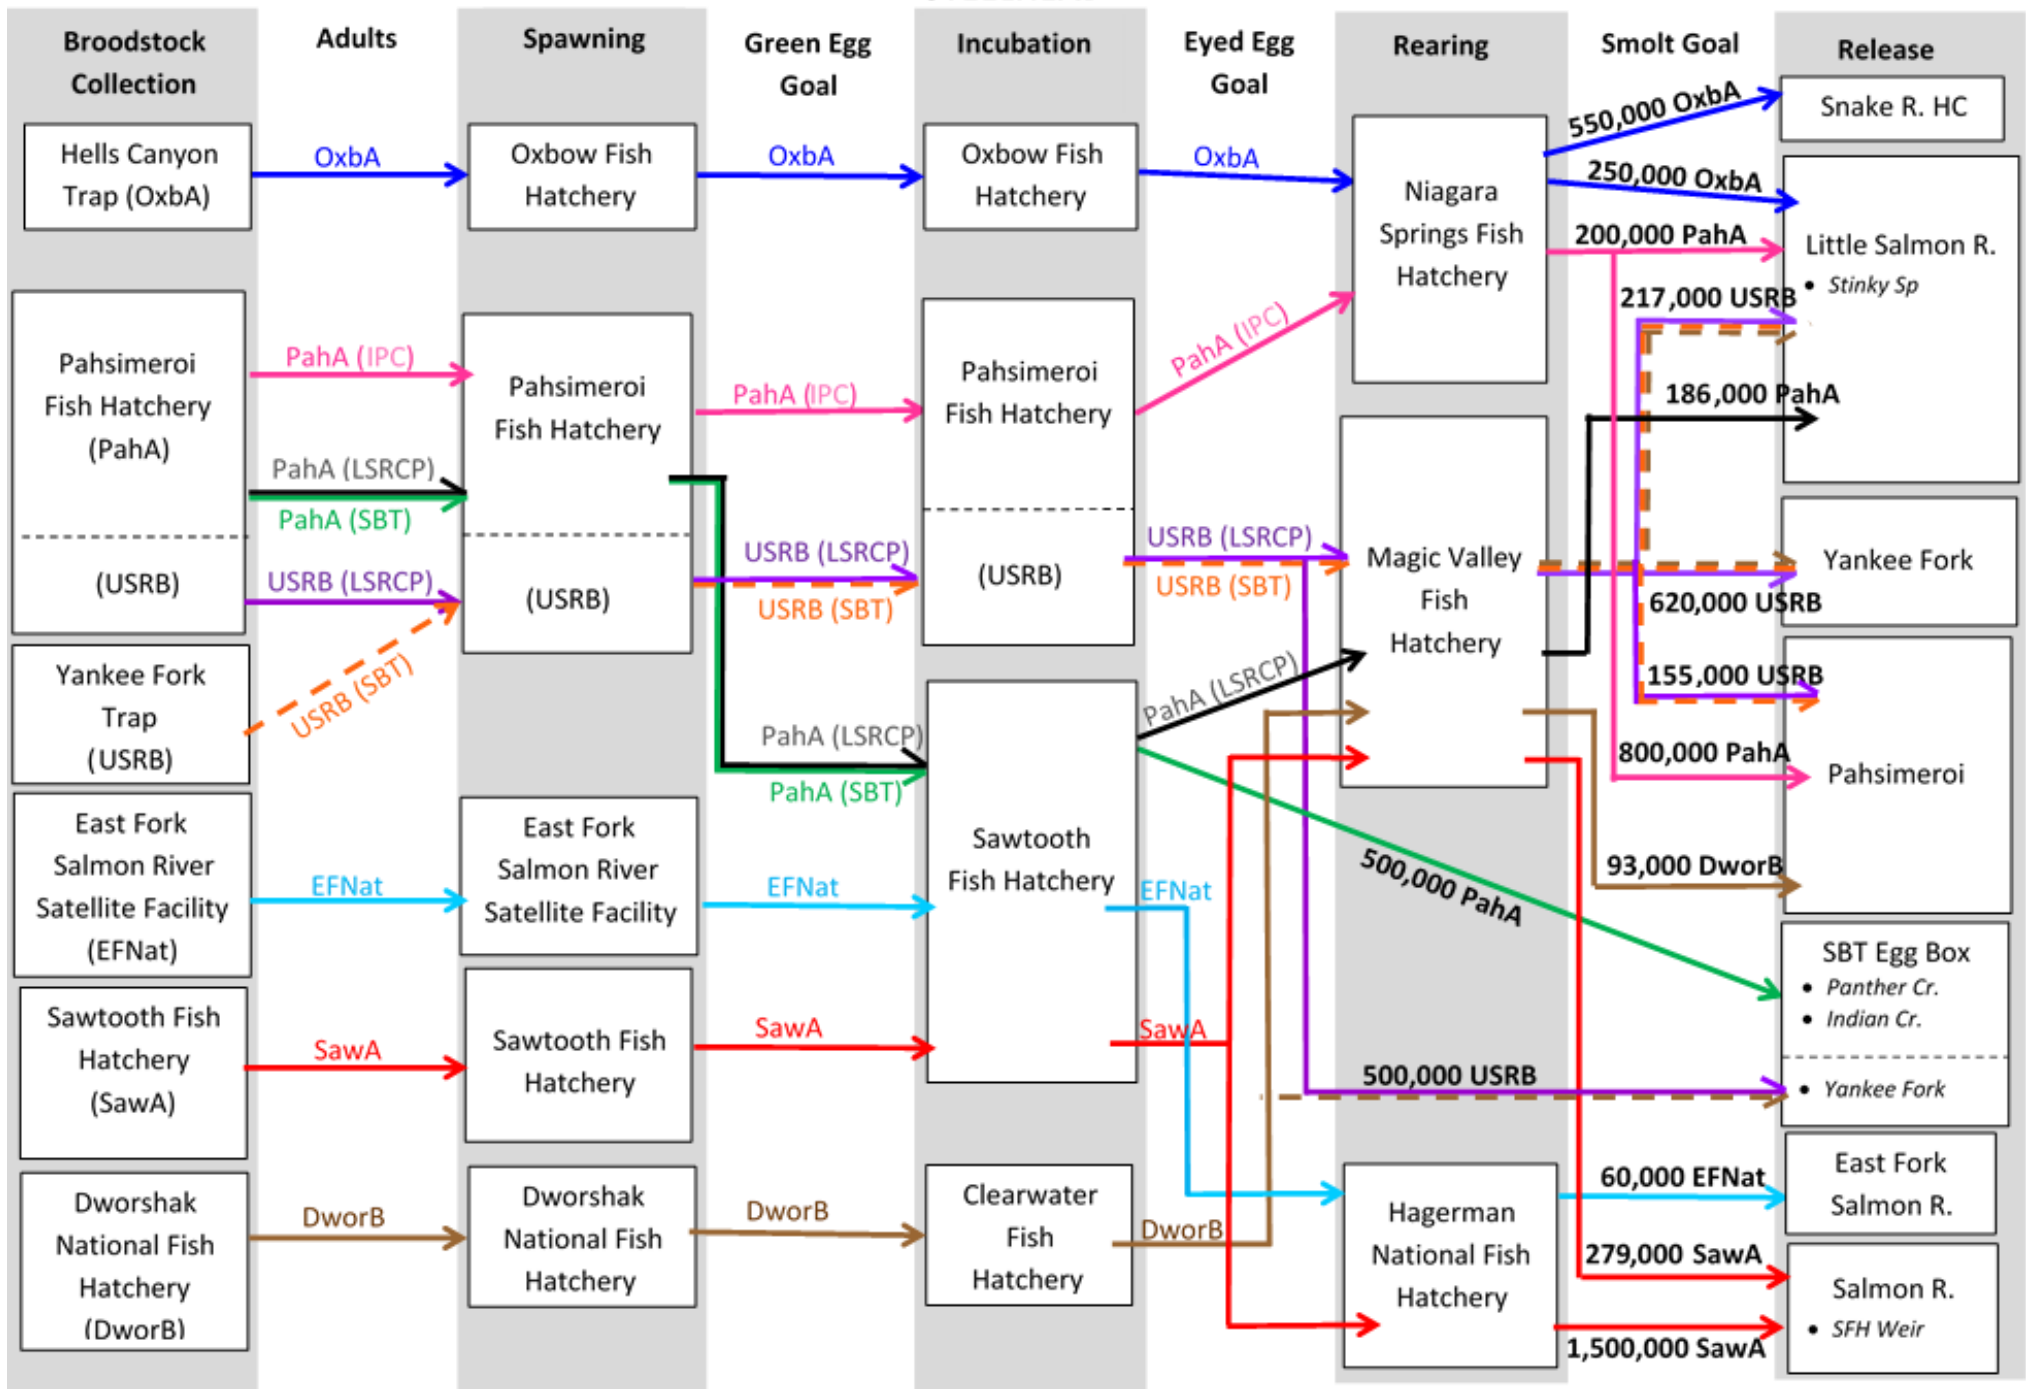 Broodstock
Collection
Adults
Spawning
Green Egg
Goal
Incubation
Eyed Egg
Goal
Rearing
Smolt Goal
Release
Hells Canyon
Trap (OxbA)
OxbA
Oxbow Fish
Hatchery
OxbA
Oxbow Fish
Hatchery
OxbA
Niagara
Springs Fish
Hatchery
550,000 OxbA
250,000 OxbA
200,000 PahA
Snake R. HC
Little Salmon R.
• Stinky Sp
217,000 USRB
186,000 PahA
Pahsimeroi
Fish Hatchery
(PahA)
(USRB)
PahA (IPC)
PahA (LSRCP)
PahA (SBT)
USRB (LSRCP)
USRB (SBT)
Pahsimeroi
Fish Hatchery
(USRB)
PahA (IPC)
USRB (LSRCP)
USRB (SBT)
PahA (LSRCP)
PahA (SBT)
Pahsimeroi
Fish Hatchery
(USRB)
PahA (IPC)
USRB (LSRCP)
USRB (SBT)
PahA (LSRCP)
Magic Valley
Fish
Hatchery
Yankee Fork
620,000 USRB
155,000 USRB
800,000 PahA
Pahsimeroi
93,000 DworB
Yankee Fork
Trap
(USRB)
East Fork
Salmon River
Satellite Facility
(EFNat)
EFNat
East Fork
Salmon River
Satellite Facility
EFNat
Sawtooth
Fish Hatchery
EFNat
500,000 PahA
SBT Egg Box
• Panther Cr.
• Indian Cr.
• Yankee Fork
500,000 USRB
Sawtooth Fish
Hatchery
(SawA)
SawA
Sawtooth Fish
Hatchery
SawA
SawA
Dworshak
National Fish
Hatchery
(DworB)
DworB
Dworshak
National Fish
Hatchery
DworB
Clearwater
Fish
Hatchery
DworB
Hagerman
National Fish
Hatchery
60,000 EFNat
East Fork
Salmon R.
279,000 SawA
1,500,000 SawA
Salmon R.
• SFH Weir